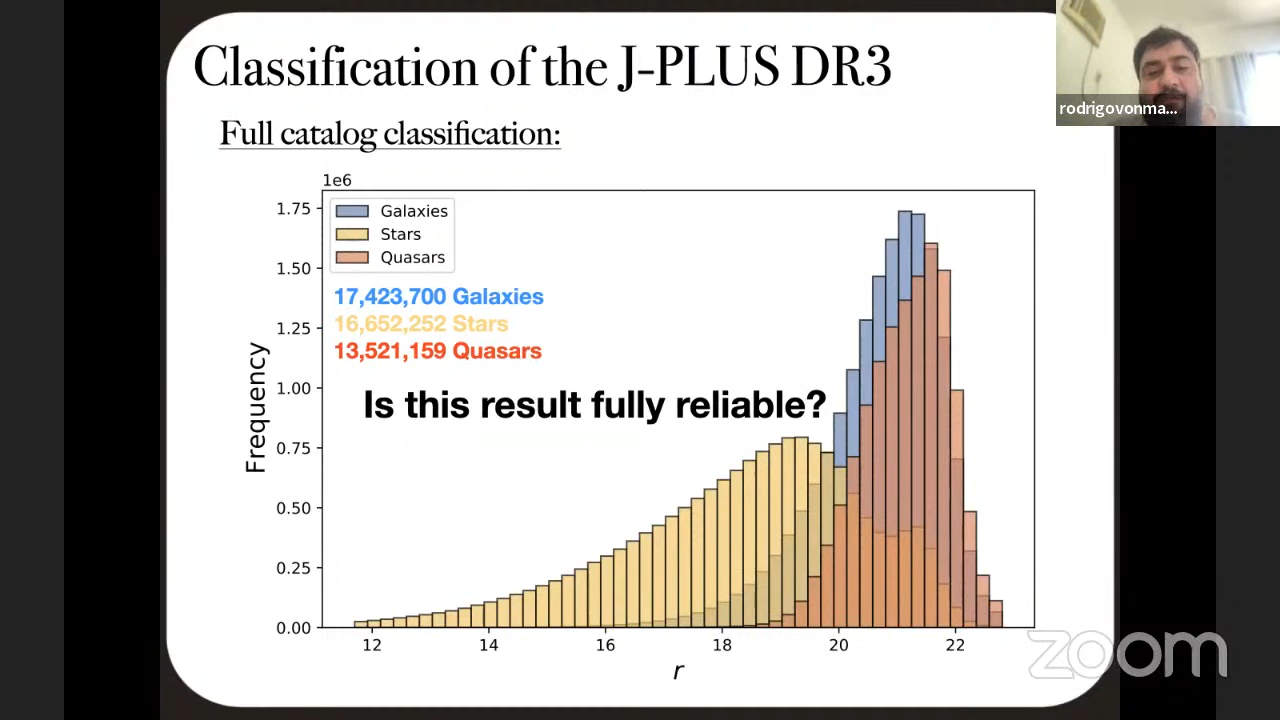 Classification of the J-PLUS DR3
rodrigovonma...
Full catalog classification:
1e6
1.75
1.50
1.25
1.00
0.75
0.50
0.25
0.00
Frequency
Galaxies
Stars
Quasars
17,423,700 Galaxies
16,652,252 Stars
13,521,159 Quasars
Is this result fully reliable?
12 14 16 18 20 22
r
zoom